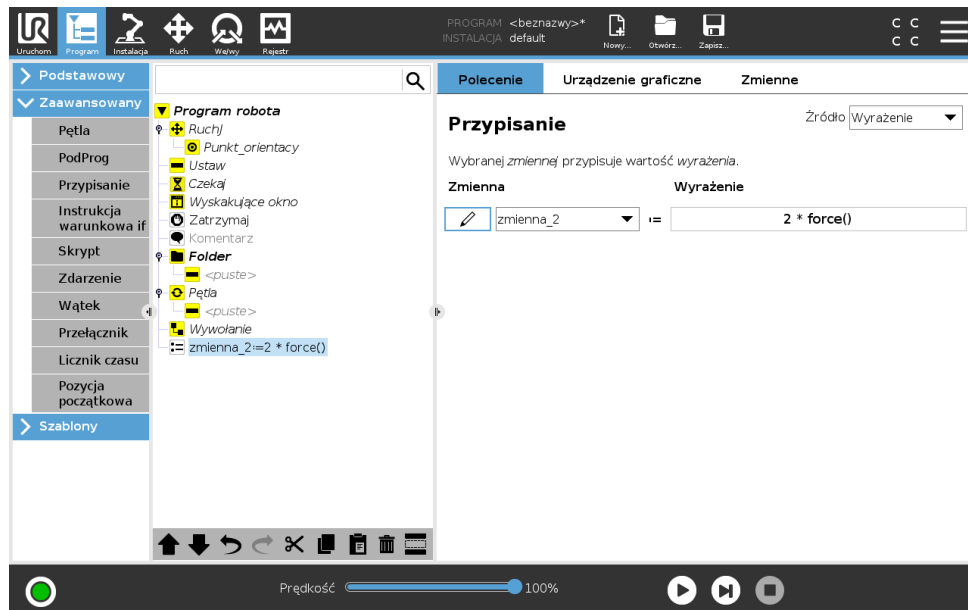 PROGRAM <beznazwy>*
INSTALACJA default
Uruchom
Program
Instalacja
Ruch
We/wy
Rejestr
Nowy...
Otwórz...
Zapisz...
C C
C C
Podstawowy
Zaawansowany
Pętla
PodProg
Przypisanie
Instrukcja
warunkowa if
Skrypt
Zdarzenie
Wątek
Przełącznik
Licznik czasu
Pozycja
początkowa
Szablony
Program robota
RuchJ
Punkt_orientacy
Ustaw
Czekaj
Wyskakujące okno
Zatrzymaj
Komentarz
Folder
<puste>
Pętla
<puste>
Wywołanie
zmienna_2:=2 * force()
Polecenie
Urządzenie graficzne
Zmienne
Przypisanie
Źródło Wyrażenie
Wybranej zmiennej przypisuje wartość wyrażenia.
Zmienna Wyrażenie
zmienna_2 := 2 * force()
Prędkość 100%